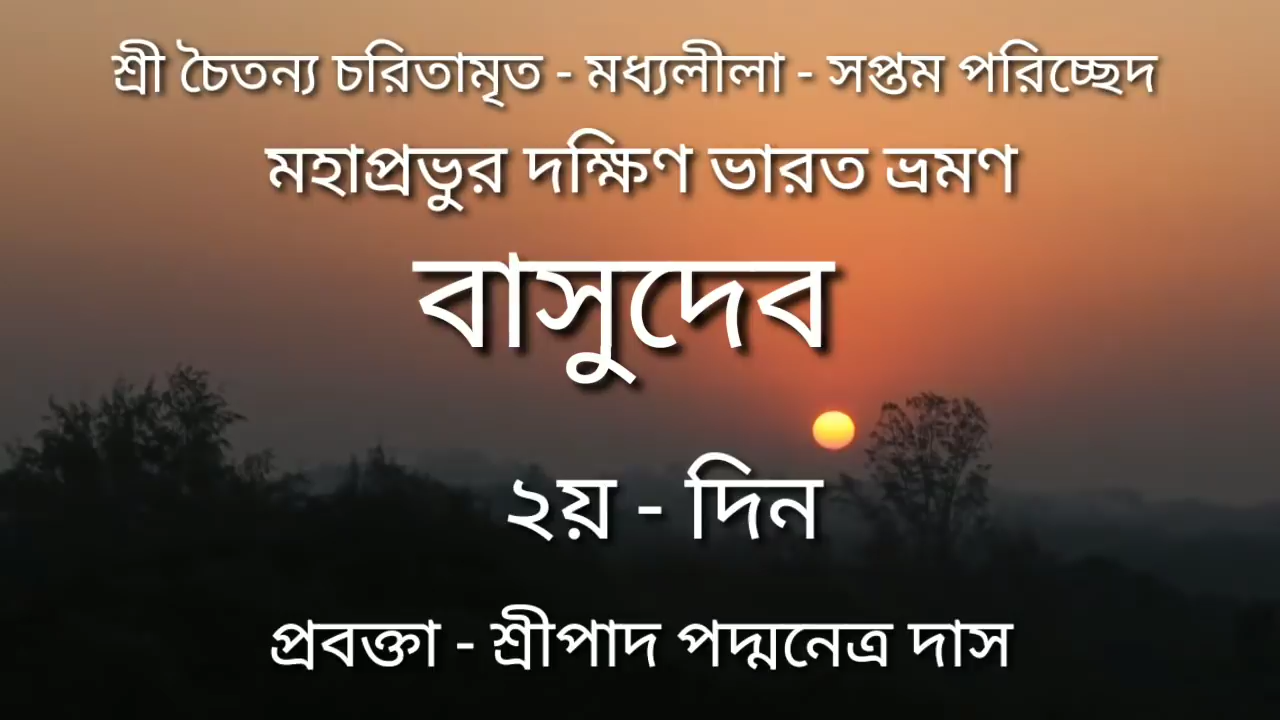 শ্রী চৈতন্য চরিতামৃত - মধ্যলীলা - সপ্তম পরিচ্ছেদ
মহাপ্রভুর দক্ষিণ ভারত ভ্রমণ
বাসুদেব
২য় - দিন
প্রবক্তা - শ্রীপাদ পদ্মনেত্র দাস